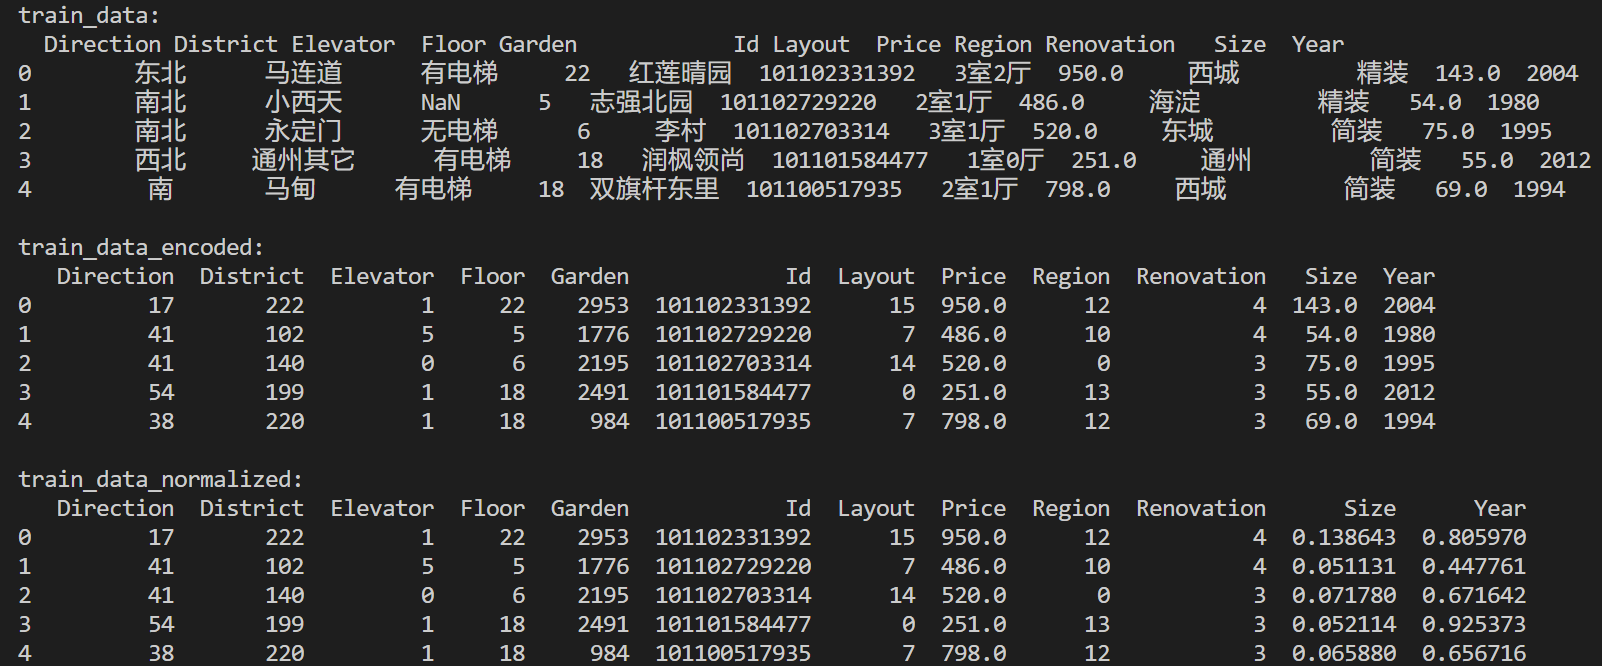 train_data:
Direction District Elevator Floor Garden Id Layout Price Region Renovation Size Year
0 东北 马连道 有电梯 22 红莲晴园 101102331392 3室2厅 950.0 西城 精装 143.0 2004
1 南北 小西天 NaN 5 志强北园 101102729220 2室1厅 486.0 海淀 精装 54.0 1980
2 南北 永定门 无电梯 6 李村 101102703314 3室1厅 520.0 东城 简装 75.0 1995
3 西北 通州其它 有电梯 18 润枫领尚 101101584477 1室0厅 251.0 通州 简装 55.0 2012
4 南 马甸 有电梯 18 双旗杆东里 101100517935 2室1厅 798.0 西城 简装 69.0 1994
train_data_encoded:
Direction District Elevator Floor Garden Id Layout Price Region Renovation Size Year
0 17 222 1 22 2953 101102331392 15 950.0 12 4 143.0 2004
1 41 102 5 5 1776 101102729220 7 486.0 10 4 54.0 1980
2 41 140 0 6 2195 101102703314 14 520.0 0 3 75.0 1995
3 54 199 1 18 2491 101101584477 0 251.0 13 3 55.0 2012
4 38 220 1 18 984 101100517935 7 798.0 12 3 69.0 1994
train_data_normalized:
Direction District Elevator Floor Garden Id Layout Price Region Renovation Size Year
0 17 222 1 22 2953 101102331392 15 950.0 12 4 0.138643 0.805970
1 41 102 5 5 1776 101102729220 7 486.0 10 4 0.051131 0.447761
2 41 140 0 6 2195 101102703314 14 520.0 0 3 0.071780 0.671642
3 54 199 1 18 2491 101101584477 0 251.0 13 3 0.052114 0.925373
4 38 220 1 18 984 101100517935 7 798.0 12 3 0.065880 0.656716